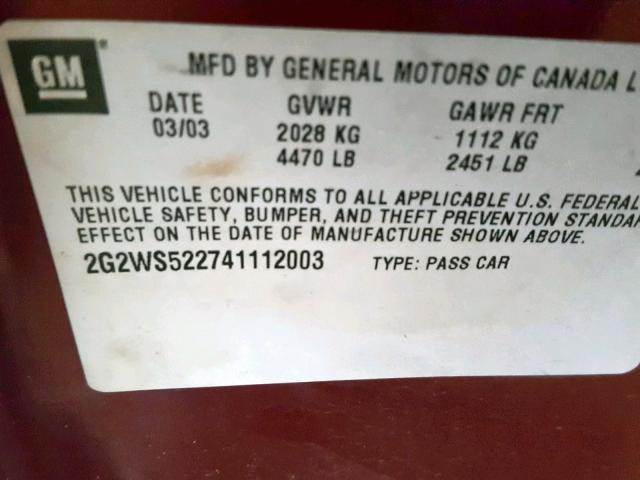 GM
MFD BY GENERAL MOTORS OF CANADA L
DATE GVWR GAWR FRT
03/03 2028 KG 1112 KG
4470 LB 2451 LB
THIS VEHICLE CONFORMS TO ALL APPLICABLE U.S. FEDERAL
VEHICLE SAFETY, BUMPER, AND THEFT PREVENTION STANDAR
EFFECT ON THE DATE OF MANUFACTURE SHOWN ABOVE.
2G2WS522741112003 TYPE: PASS CAR